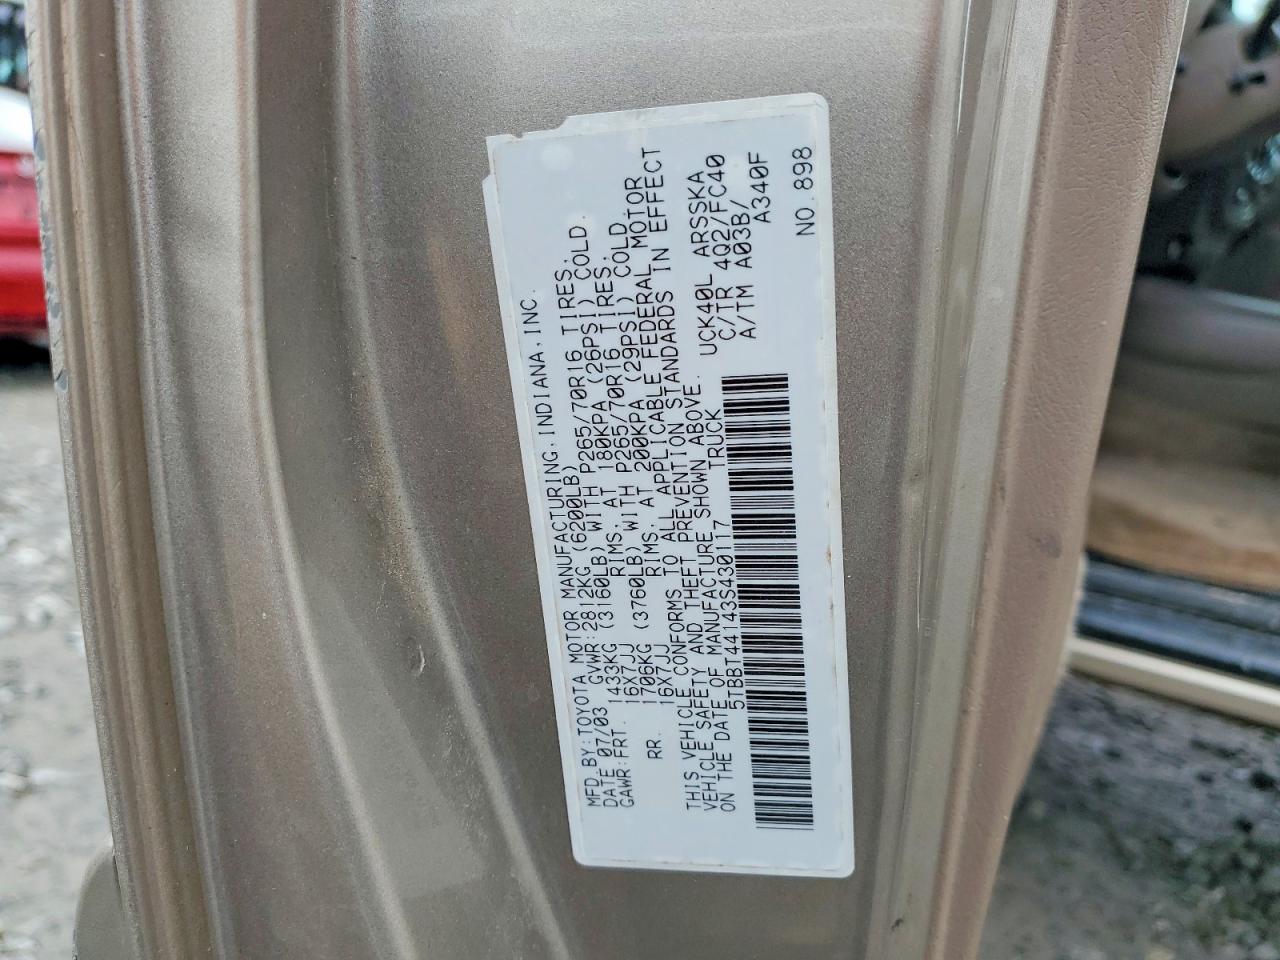 MFD.BY:TOYOTA MOTOR MANUFACTURING,INDIANA,INC.
DATE 07/03 GVWR:2812KG (6200LB)
GAWR:FRT. 1433KG (3160LB) WITH P265/70R16 TIRES,
16X7JJ RIMS, AT 180KPA (26PSI) COLD.
RR. 1706KG (3760LB) WITH P265/70R16 TIRES,
16X7JJ RIMS, AT 200KPA (29PSI) COLD.
THIS VEHICLE CONFORMS TO ALL APPLICABLE FEDERAL MOTOR
VEHICLE SAFETY AND THEFT PREVENTION STANDARDS IN EFFECT
ON THE DATE OF MANUFACTURE SHOWN ABOVE.
5TBBT44143S430117 TRUCK
UCK40L ARSSKA
C/TR 4Q2/FC40
A/TM A03B/
A340F
NO.898